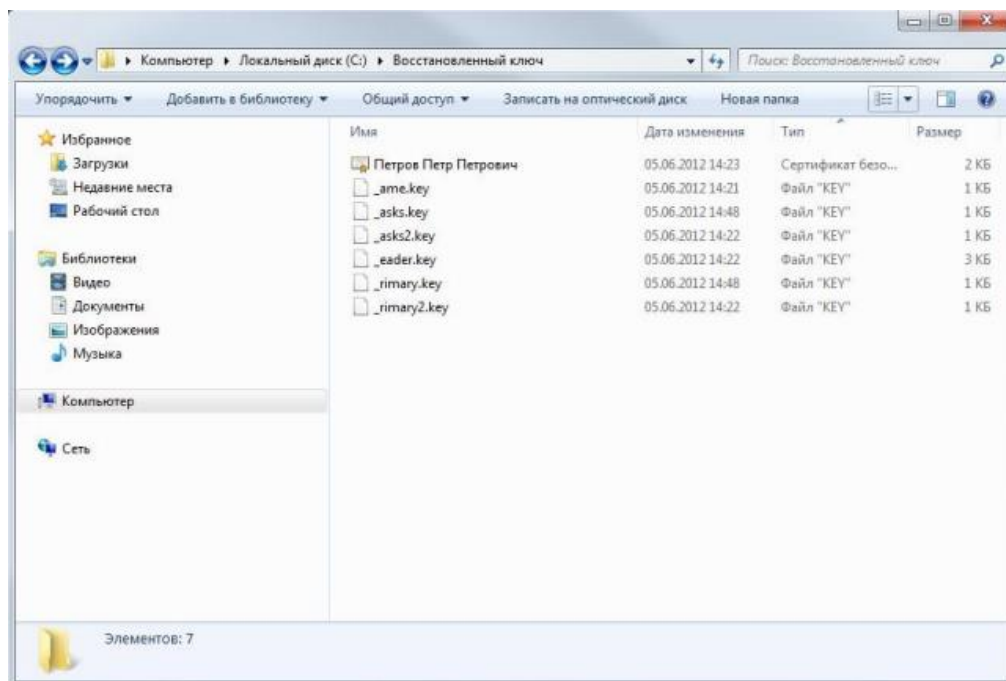 Компьютер Локальный диск (C:) Восстановленный ключ Поиск: Восстановленный ключ
Упорядочить Добавить в библиотеку Общий доступ Записать на оптический диск Новая папка
Имя Дата изменения Тип Размер
Избранное
Загрузки
Недавние места
Рабочий стол
Библиотеки
Видео
Документы
Изображения
Музыка
Компьютер
Сеть
Петров Петр Петрович 05.06.2012 14:23 Сертификат безо... 2 КБ
_ame.key 05.06.2012 14:21 Файл "KEY" 1 КБ
_asks.key 05.06.2012 14:48 Файл "KEY" 1 КБ
_asks2.key 05.06.2012 14:22 Файл "KEY" 1 КБ
_eader.key 05.06.2012 14:22 Файл "KEY" 3 КБ
_rimary.key 05.06.2012 14:48 Файл "KEY" 1 КБ
_rimary2.key 05.06.2012 14:22 Файл "KEY" 1 КБ
Элементов: 7